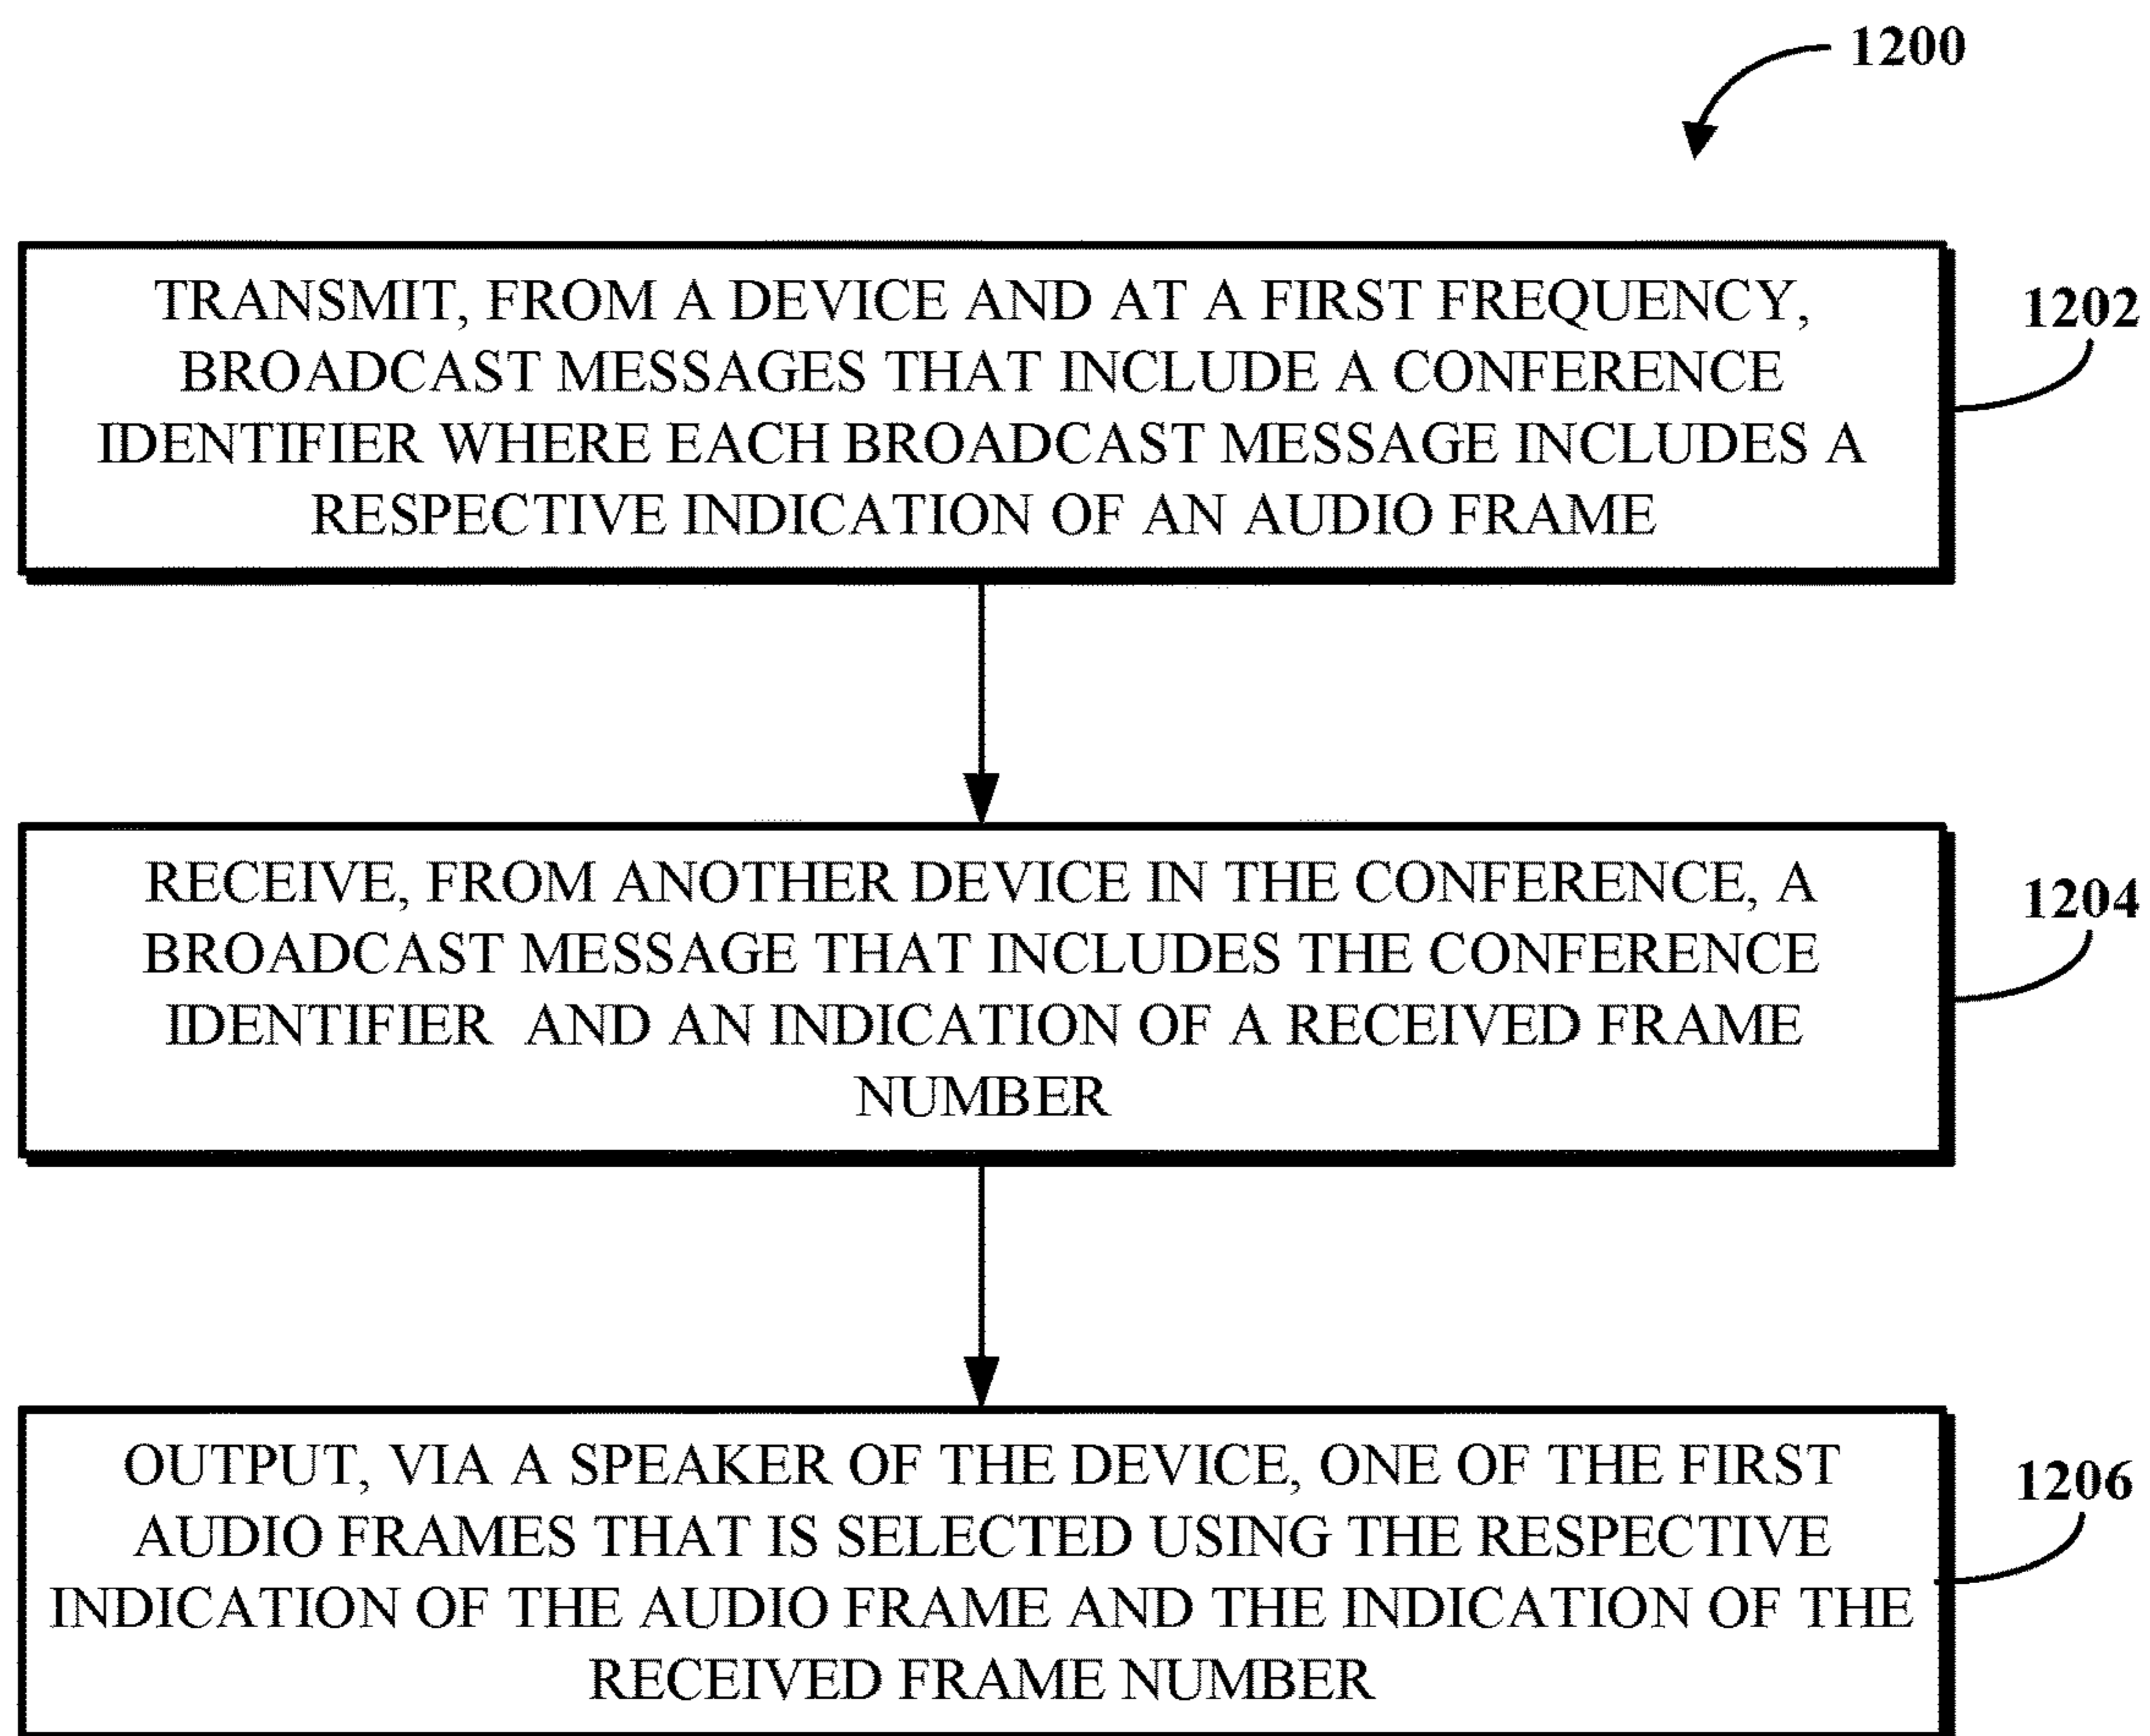 1200
TRANSMIT, FROM A DEVICE AND AT A FIRST FREQUENCY,
BROADCAST MESSAGES THAT INCLUDE A CONFERENCE
IDENTIFIER WHERE EACH BROADCAST MESSAGE INCLUDES A
RESPECTIVE INDICATION OF AN AUDIO FRAME
1202
RECEIVE, FROM ANOTHER DEVICE IN THE CONFERENCE, A
BROADCAST MESSAGE THAT INCLUDES THE CONFERENCE
IDENTIFIER AND AN INDICATION OF A RECEIVED FRAME
NUMBER
1204
OUTPUT, VIA A SPEAKER OF THE DEVICE, ONE OF THE FIRST
AUDIO FRAMES THAT IS SELECTED USING THE RESPECTIVE
INDICATION OF THE AUDIO FRAME AND THE INDICATION OF THE
RECEIVED FRAME NUMBER
1206